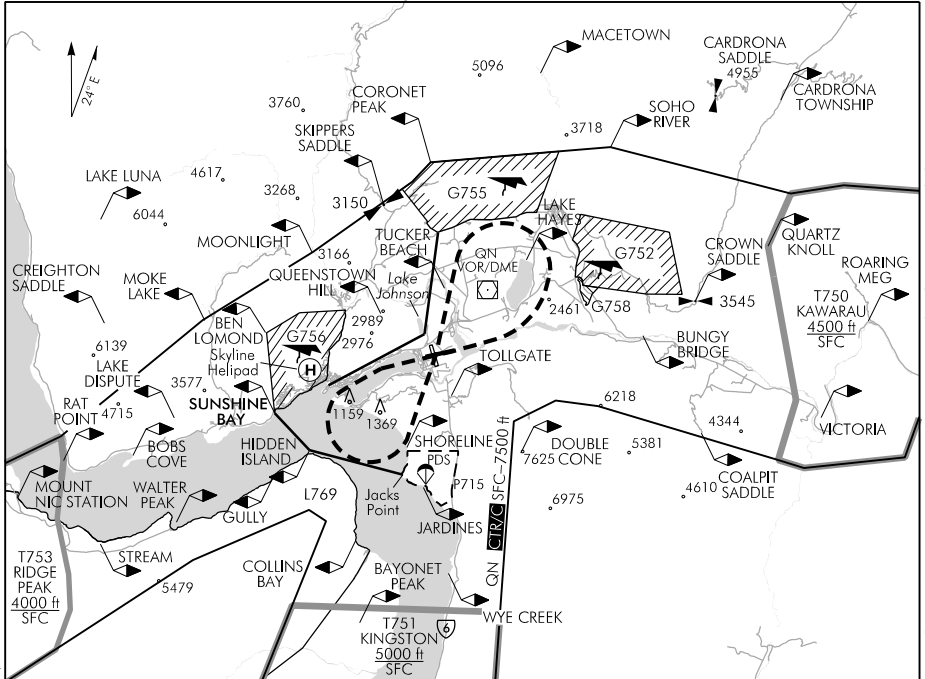 MACETOWN
CARDRONA
SADDLE
4955
5096
24° E
CARDRONA
TOWNSHIP
3760
CORONET
PEAK
SOHO
RIVER
SKIPPERS
SADDLE
3718
4617
LAKE LUNA
G755
3268
3150
LAKE
HAYES
6044
MOONLIGHT
TUCKER
BEACH
QN
VOR/DME
G752
QUARTZ
KNOLL
3166
CROWN
SADDLE
ROARING
MEG
CREIGHTON
SADDLE
MOKE
LAKE
QUEENSTOWN
HILL
Lake
Johnson
G758
3545
T750
KAWARAU
4500 ft
SFC
2461
2989
BEN
LOMOND
2976
G756
Skyline
Helipad
H
BUNGY
BRIDGE
6139
LAKE
DISPUTE
TOLLGATE
3577
4715
SUNSHINE
BAY
1159
1369
6218
RAT
POINT
4344
VICTORIA
BOBS
COVE
HIDDEN
ISLAND
SHORELINE
PDS
DOUBLE
CONE
7625
5381
COALPIT
SADDLE
MOUNT
NIC STATION
WALTER
PEAK
L769
Jacks
Point
P715
4610
GULLY
6975
JARDINES
QN CTR/C SFC–7500 ft
T753
RIDGE
PEAK
4000 ft
SFC
STREAM
COLLINS
BAY
BAYONET
PEAK
5479
WYE CREEK
T751
KINGSTON
5000 ft
SFC
6